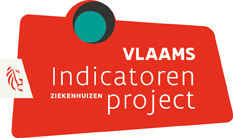 VLAAMS
Indicatoren
ZIEKENHUIZEN project